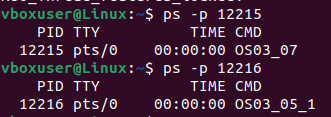 vboxuser@Linux:~$ ps -p 12215
PID TTY TIME CMD
12215 pts/0 00:00:00 OS03_07
vboxuser@Linux:~$ ps -p 12216
PID TTY TIME CMD
12216 pts/0 00:00:00 OS03_05_1